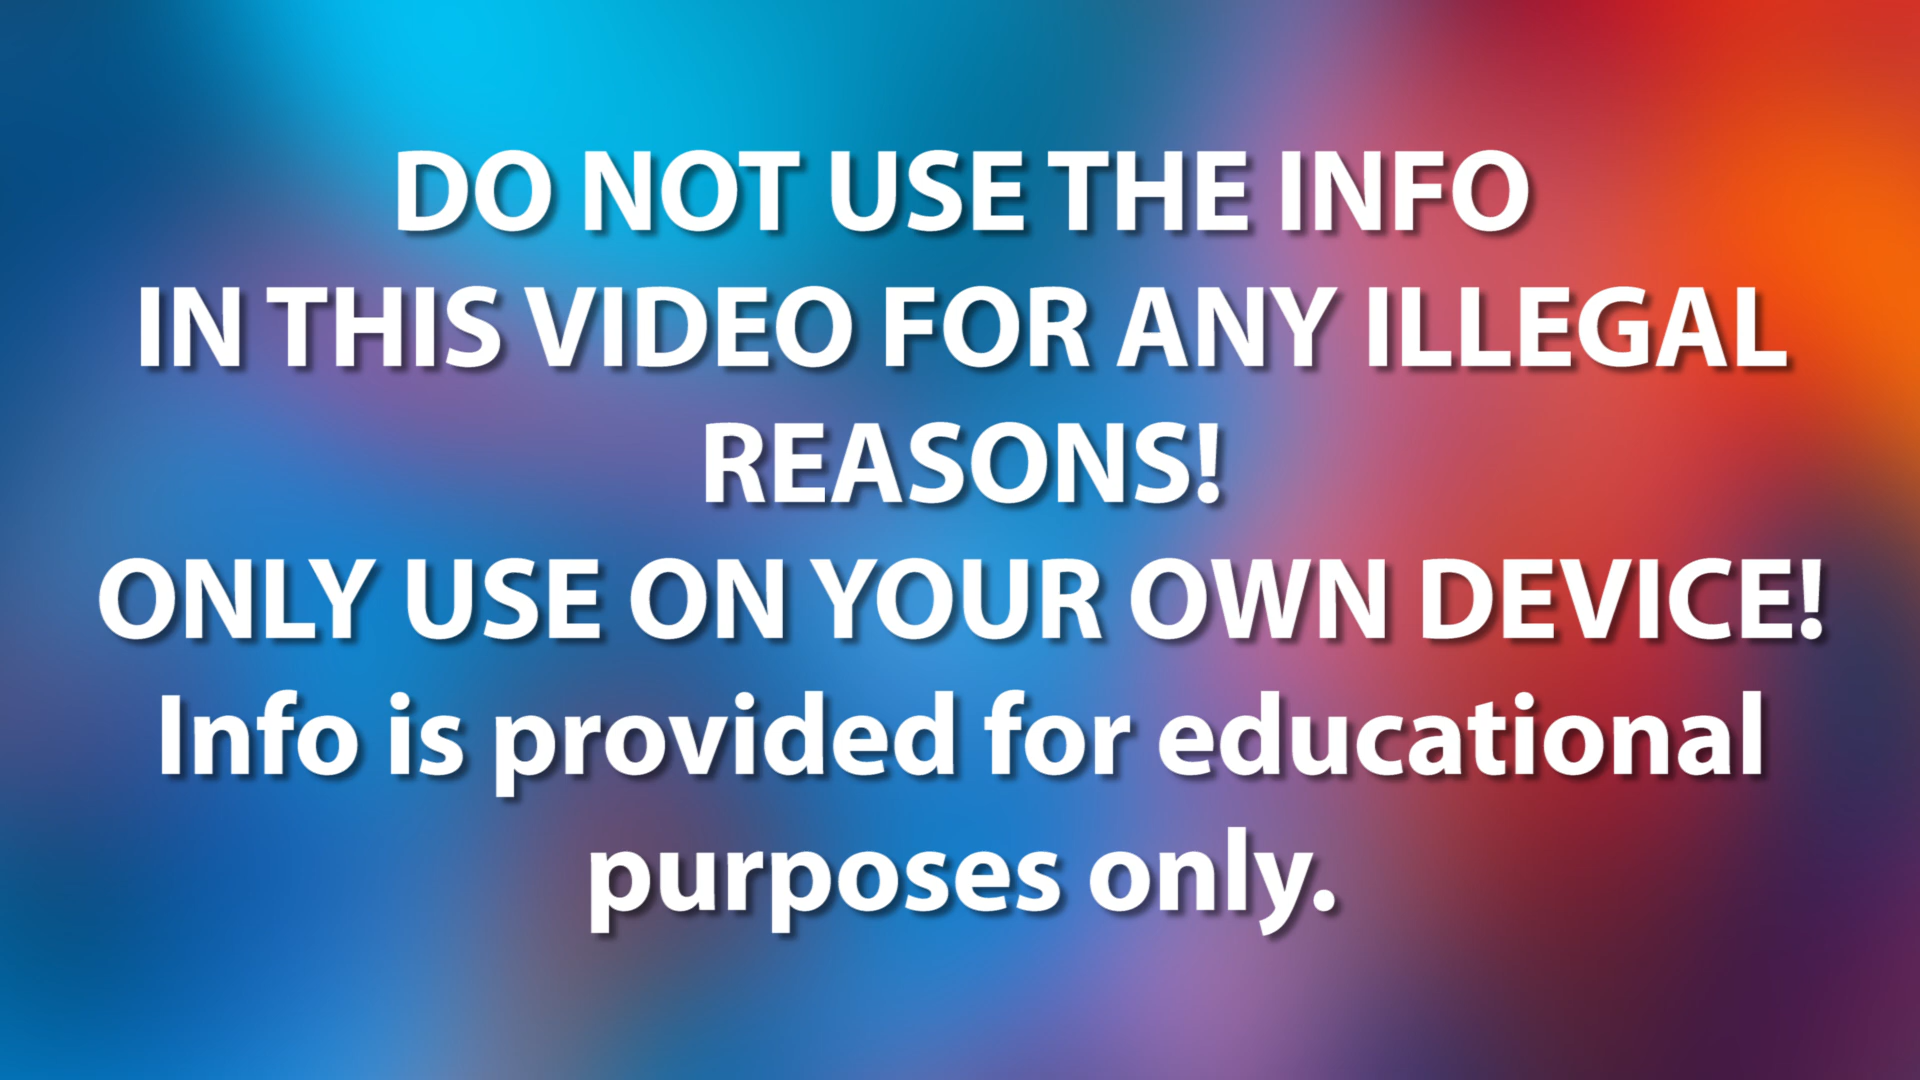 DO NOT USE THE INFO
IN THIS VIDEO FOR ANY ILLEGAL
REASONS!
ONLY USE ON YOUR OWN DEVICE!
Info is provided for educational
purposes only.